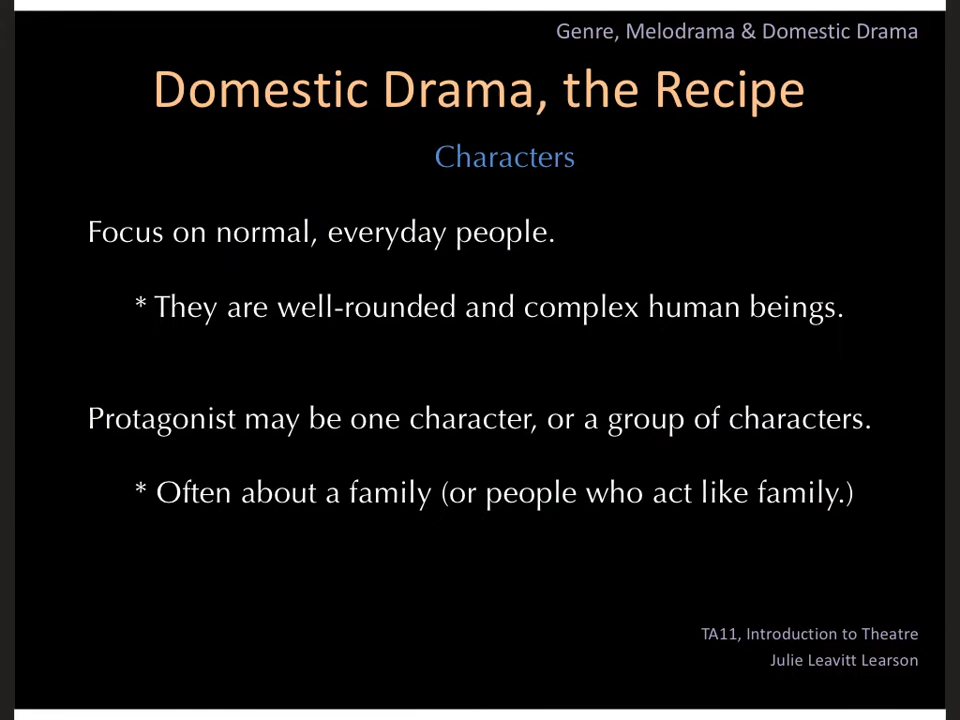 Genre, Melodrama & Domestic Drama
Domestic Drama, the Recipe
Characters
Focus on normal, everyday people.
* They are well-rounded and complex human beings.
Protagonist may be one character, or a group of characters.
* Often about a family (or people who act like family.)
TA11, Introduction to Theatre
Julie Leavitt Learson